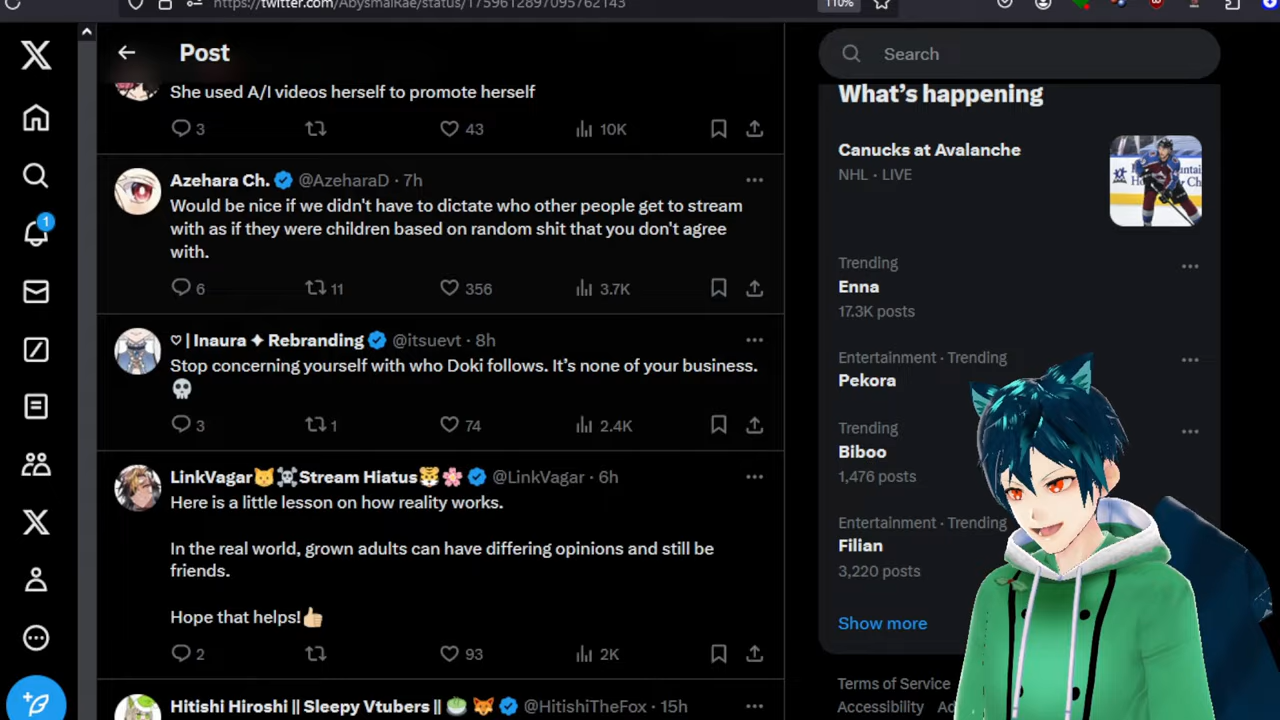 twitter.com/AbysmalRae/status/1759612897095762143
110%
Post
Search
She used A/I videos herself to promote herself
3
43
10K
Azehara Ch. @AzeharaD · 7h
Would be nice if we didn't have to dictate who other people get to stream
with as if they were children based on random shit that you don't agree
with.
6
11
356
3.7K
♡ | Inaura ✦ Rebranding @itsuevt · 8h
Stop concerning yourself with who Doki follows. It's none of your business.
💀
3
1
74
2.4K
LinkVagar🐱☠️Stream Hiatus🐯🌸 @LinkVagar · 6h
Here is a little lesson on how reality works.
In the real world, grown adults can have differing opinions and still be
friends.
Hope that helps!👍🏼
2
93
2K
Hitishi Hiroshi || Sleepy Vtubers || 🍵 🦊 @HitishiTheFox · 15h
1
What's happening
Canucks at Avalanche
NHL · LIVE
Trending
Enna
17.3K posts
Entertainment · Trending
Pekora
Trending
Biboo
1,476 posts
Entertainment · Trending
Filian
3,220 posts
Show more
Terms of Service
Accessibility